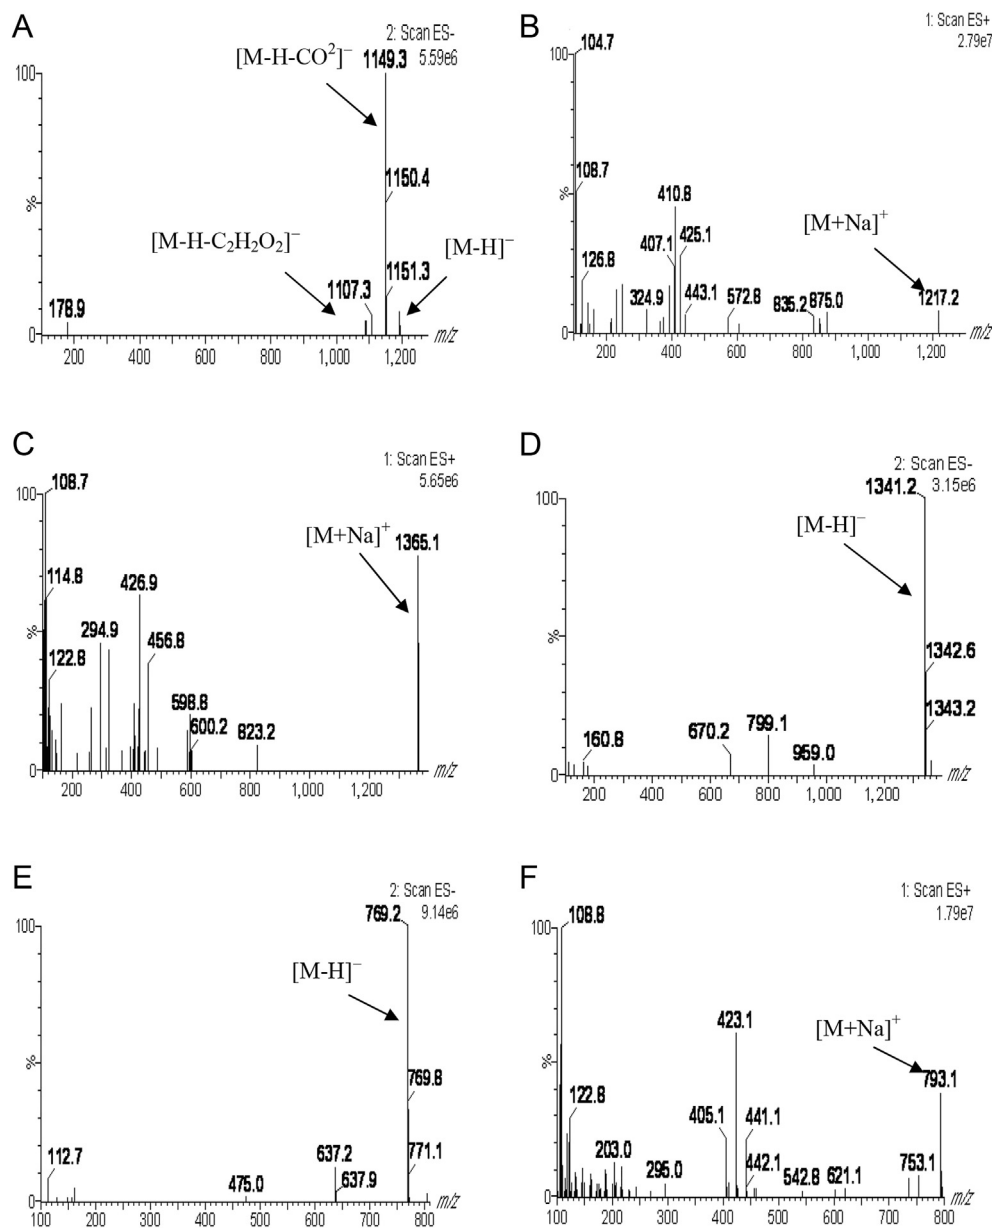 A
2: Scan ES-
5.59e6
[M-H-CO²]⁻
1149.3
100
1150.4
%
[M-H-C₂H₂O₂]⁻
[M-H]⁻
1151.3
1107.3
178.9
0
m/z
200 400 600 800 1,000 1,200
B
1: Scan ES+
2.79e7
104.7
100
108.7
%
410.8
[M+Na]⁺
407.1
425.1
126.8
324.9
443.1
572.8
835.2
875.0
1217.2
0
m/z
200 400 600 800 1,000 1,200
C
1: Scan ES+
5.65e6
108.7
100
[M+Na]⁺
1365.1
114.8
426.9
%
294.9
456.8
122.8
598.8
600.2
823.2
0
m/z
200 400 600 800 1,000 1,200
D
2: Scan ES-
3.15e6
1341.2
100
[M-H]⁻
%
1342.6
1343.2
160.8
670.2
799.1
959.0
0
m/z
200 400 600 800 1,000 1,200
E
2: Scan ES-
9.14e6
769.2
100
[M-H]⁻
%
769.8
771.1
112.7
637.2
637.9
475.0
0
m/z
100 200 300 400 500 600 700 800
F
1: Scan ES+
1.79e7
108.8
100
423.1
[M+Na]⁺
%
793.1
122.8
405.1
441.1
203.0
295.0
442.1
542.8
621.1
753.1
0
m/z
100 200 300 400 500 600 700 800